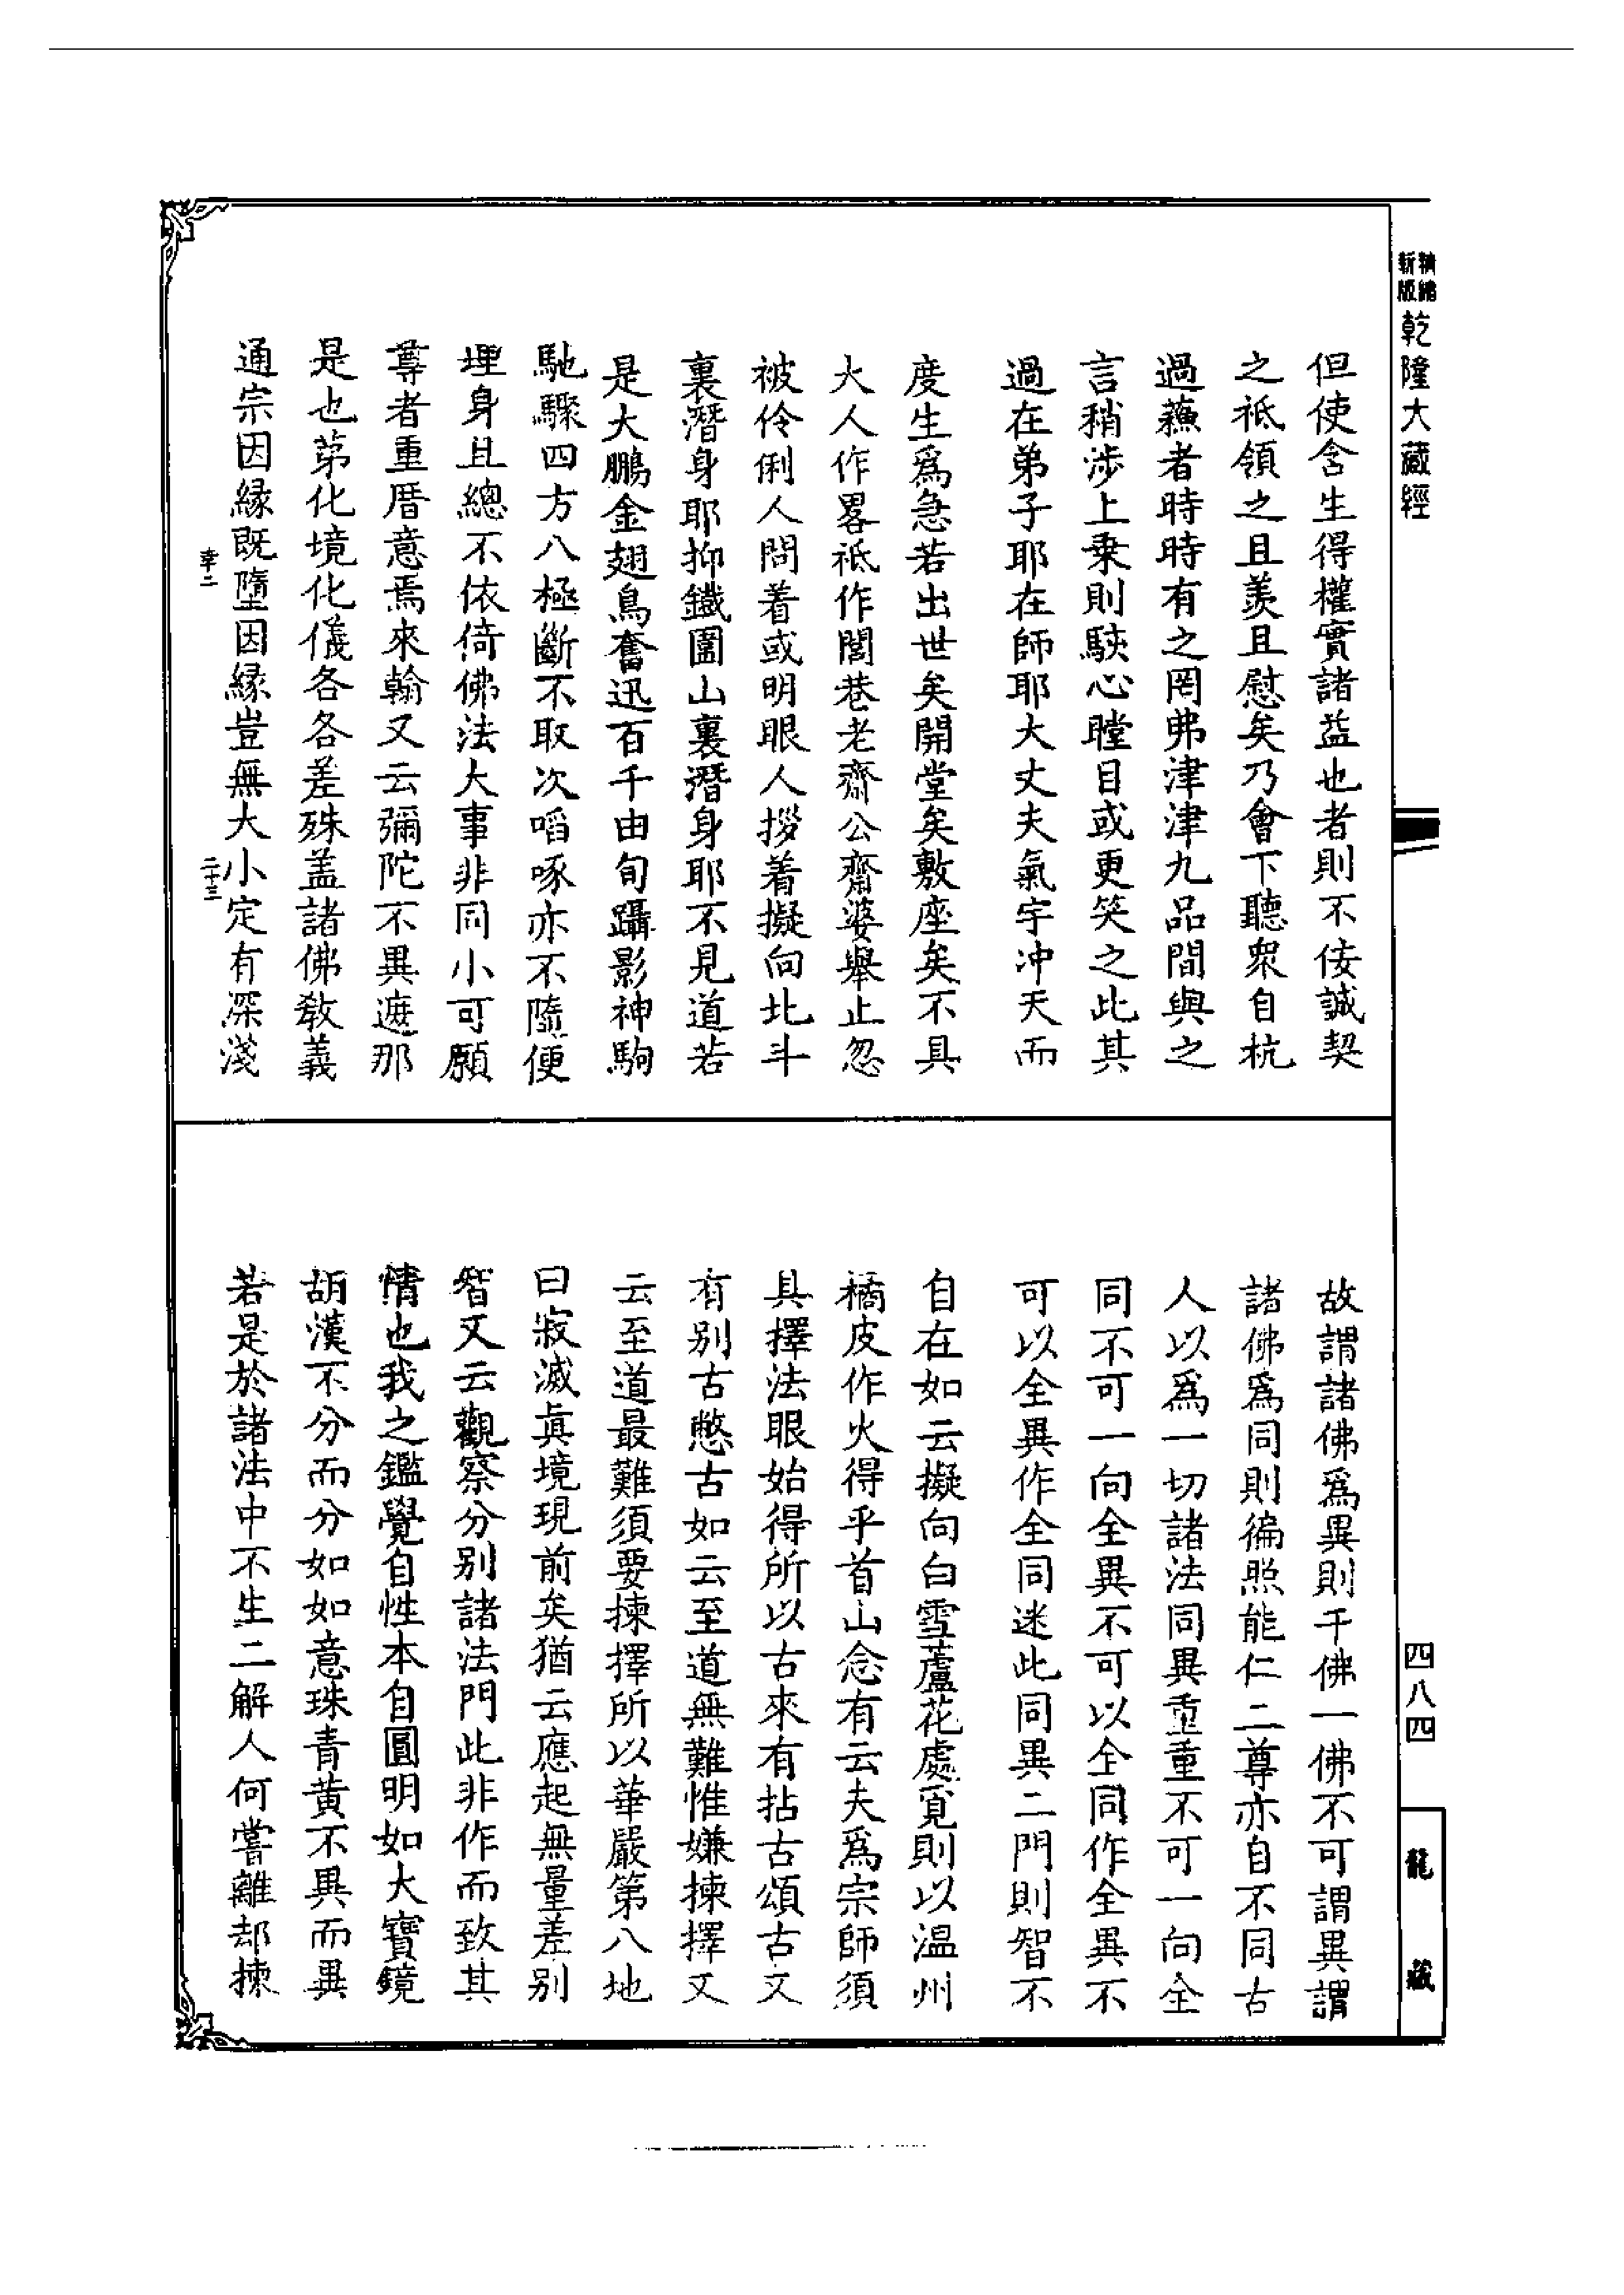 精縮
新版
乾隆大藏經
但使含生得權實諸益也者則不佞誠契
之祇領之且羨且慰矣乃會下聽眾自杭
過蘓者時時有之罔弗津津九品間與之
言稍涉上乗則駚心瞠目或更笑之此其
過在弟子耶在師耶大丈夫氣宇冲天而
度生爲急若出世矣開堂矣敷座矣不具
大人作畧祇作閭巷老齋公齋婆舉止忽
被伶俐人問着或明眼人拶着擬向北斗
裏潛身耶抑鐵圍山裏潛身耶不見道若
是大鵬金翅鳥奮迅百千由旬躡影神駒
馳驟四方八極斷不取次啗啄亦不隨便
埋身且總不依倚佛法大事非同小可願
尊者重厝意焉來翰又云彌陀不異遮那
是也苐化境化儀各各差殊盖諸佛教義
通宗因縁既墮因縁豈無大小定有深淺
二十三
故謂諸佛爲異則千佛一佛不可謂異謂
諸佛爲同則徧照能仁二尊亦自不同古
人以爲一切諸法同異重重不可一向全
同不可一向全異不可以全同作全異不
可以全異作全同迷此同異二門則智不
自在如云擬向白雪蘆花處覓則以温州
橘皮作火得乎首山念有云夫爲宗師須
具擇法眼始得所以古來有拈古頌古又
有別古憋古如云至道無難惟嫌揀擇又
云至道最難須要揀擇所以華嚴第八地
曰寂滅眞境現前矣猶云應起無量差別
智又云觀察分別諸法門此非作而致其
情也我之鑑覺自性本自圓明如大寶鏡
胡漢不分而分如如意珠青黄不異而異
若是於諸法中不生二解人何嘗離却揀
四八四
龍藏